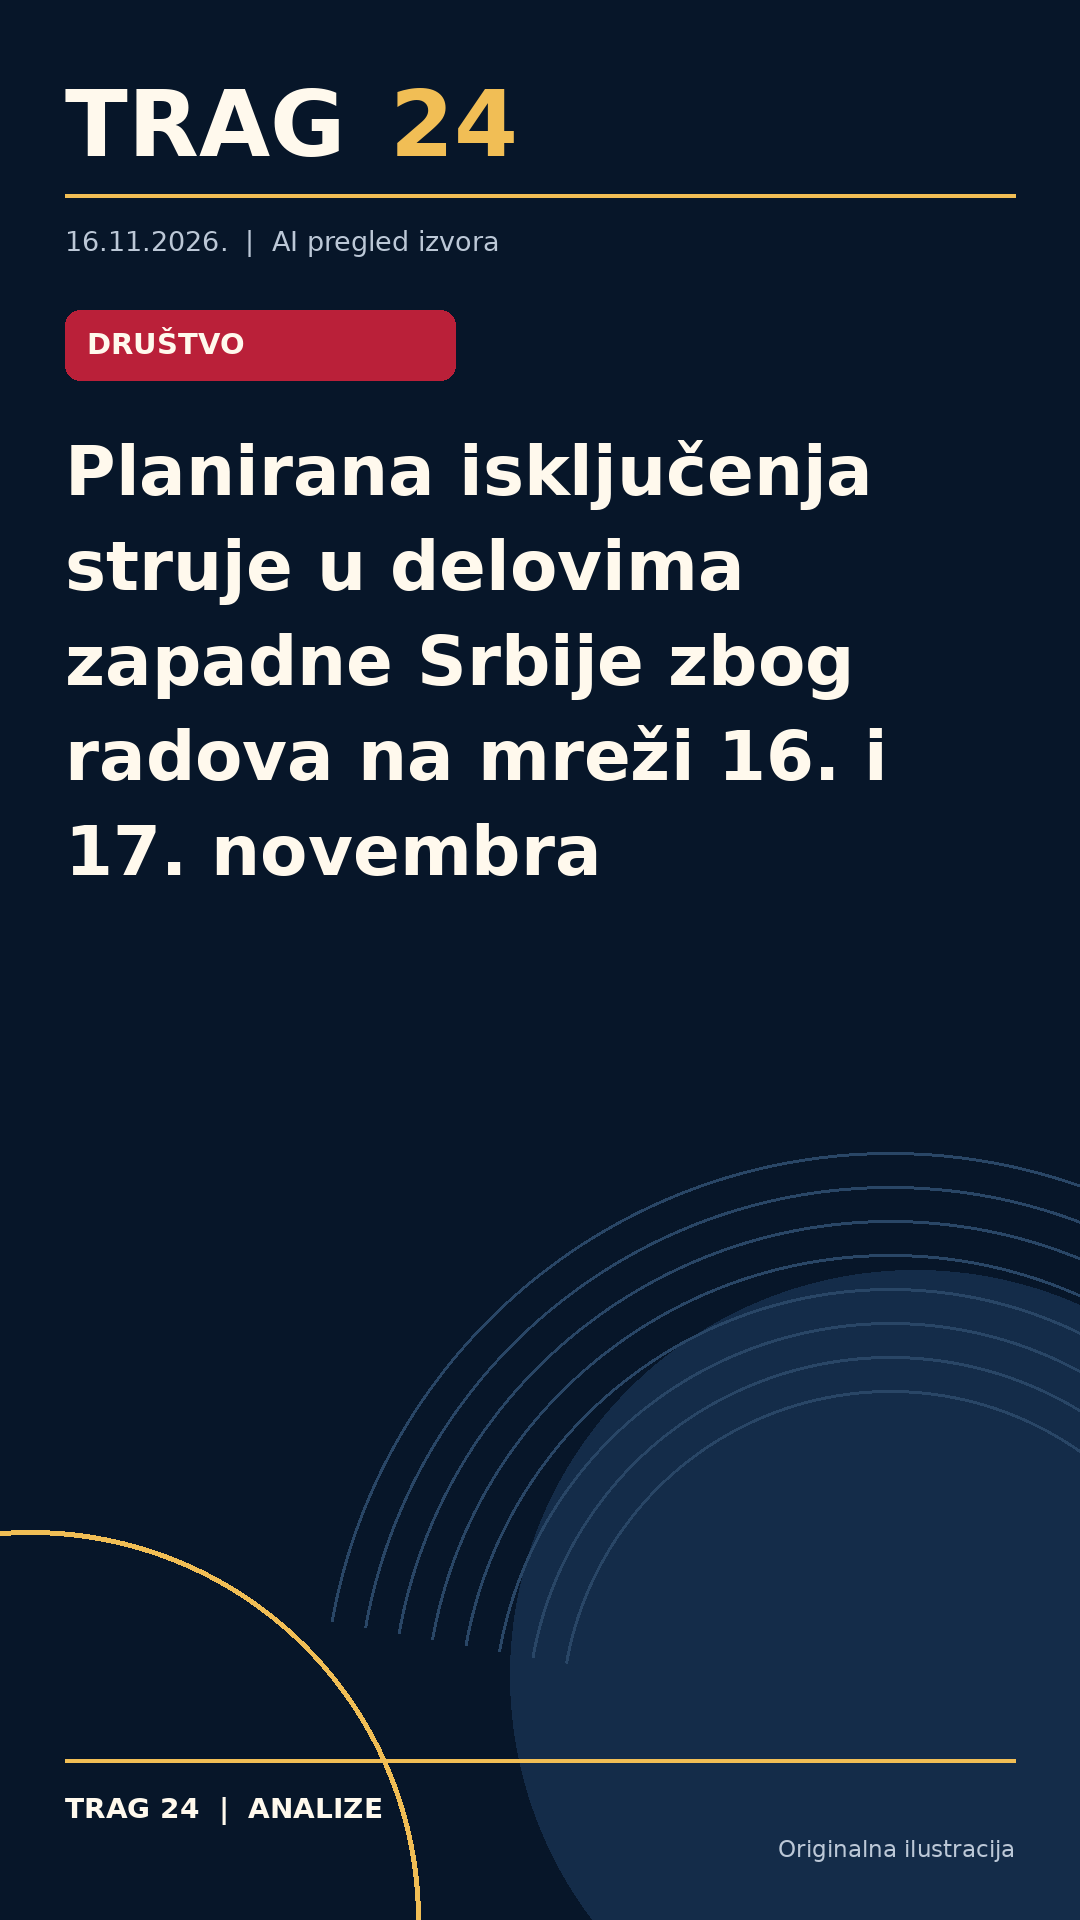 TRAG 24
16.11.2026. | AI pregled izvora
DRUŠTVO
Planirana isključenja
struje u delovima
zapadne Srbije zbog
radova na mreži 16. i
17. novembra
TRAG 24 | ANALIZE
Originalna ilustracija